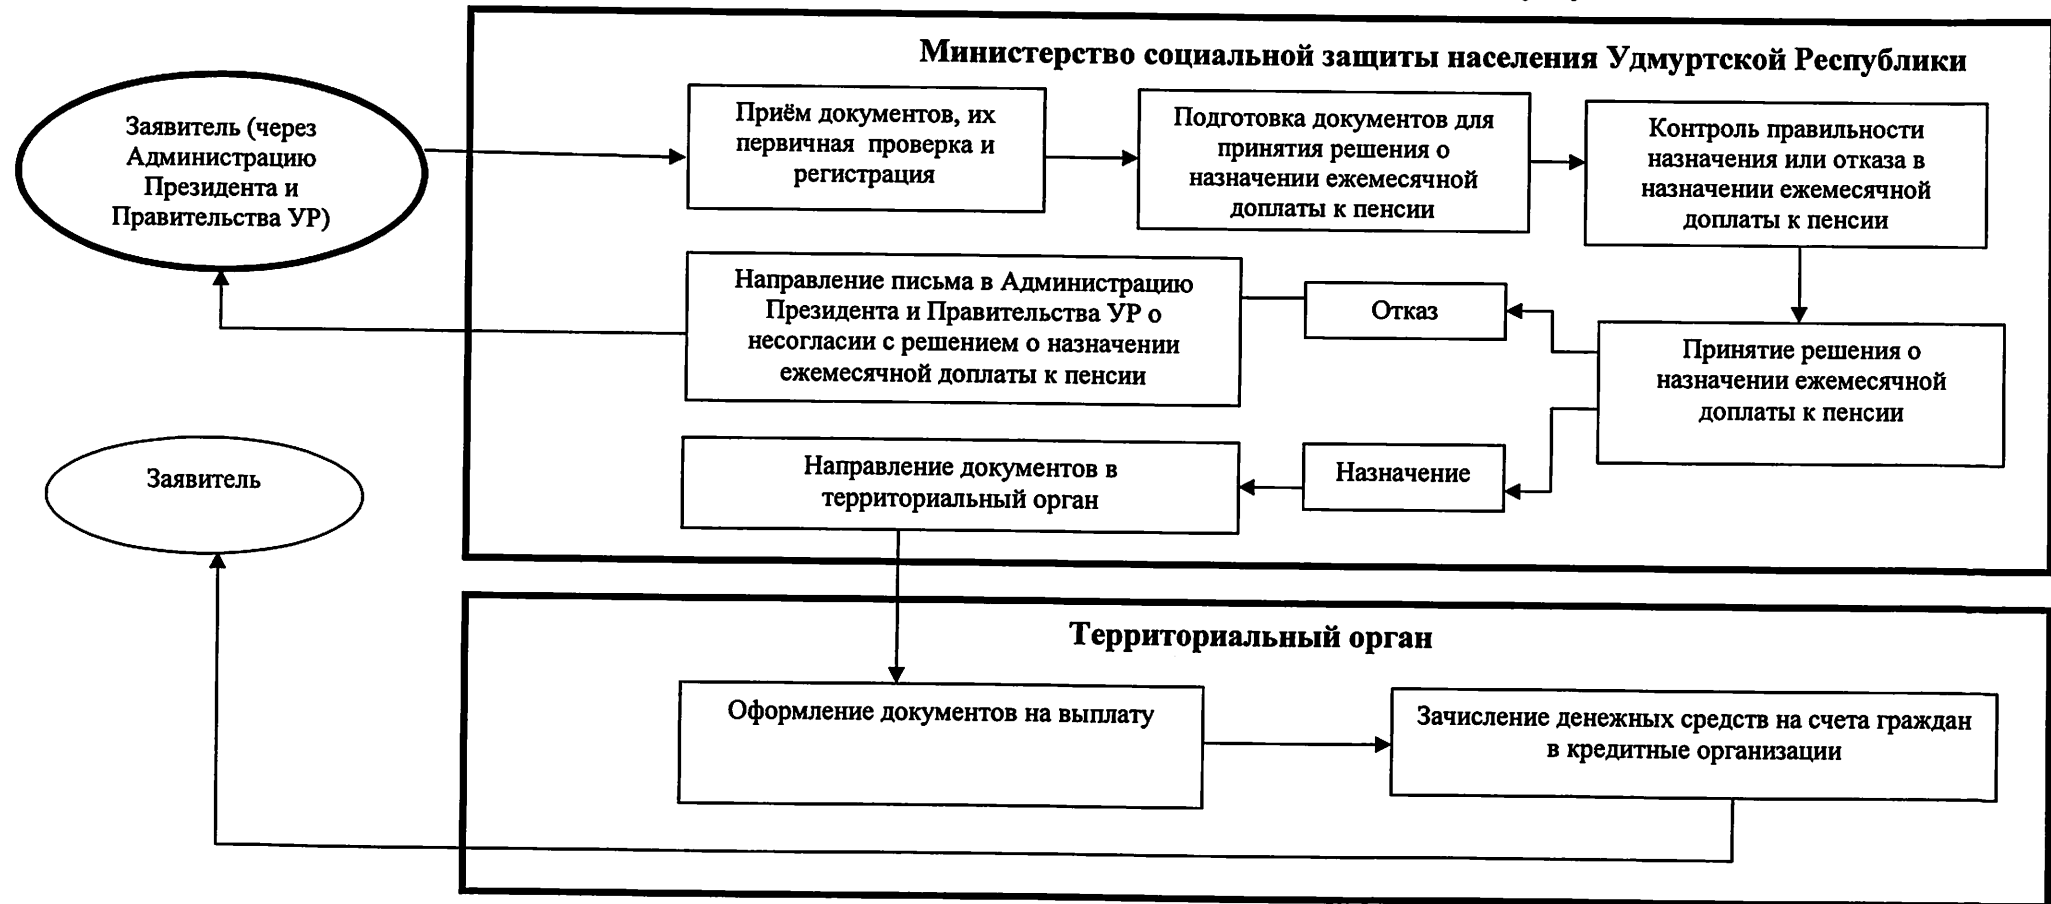 Министерство социальной защиты населения Удмуртской Республики
Заявитель (через
Администрацию
Президента и
Правительства УР)
Приём документов, их
первичная проверка и
регистрация
Подготовка документов для
принятия решения о
назначении ежемесячной
доплаты к пенсии
Контроль правильности
назначения или отказа в
назначении ежемесячной
доплаты к пенсии
Направление письма в Администрацию
Президента и Правительства УР о
несогласии с решением о назначении
ежемесячной доплаты к пенсии
Отказ
Принятие решения о
назначении ежемесячной
доплаты к пенсии
Заявитель
Направление документов в
территориальный орган
Назначение
Территориальный орган
Оформление документов на выплату
Зачисление денежных средств на счета граждан
в кредитные организации